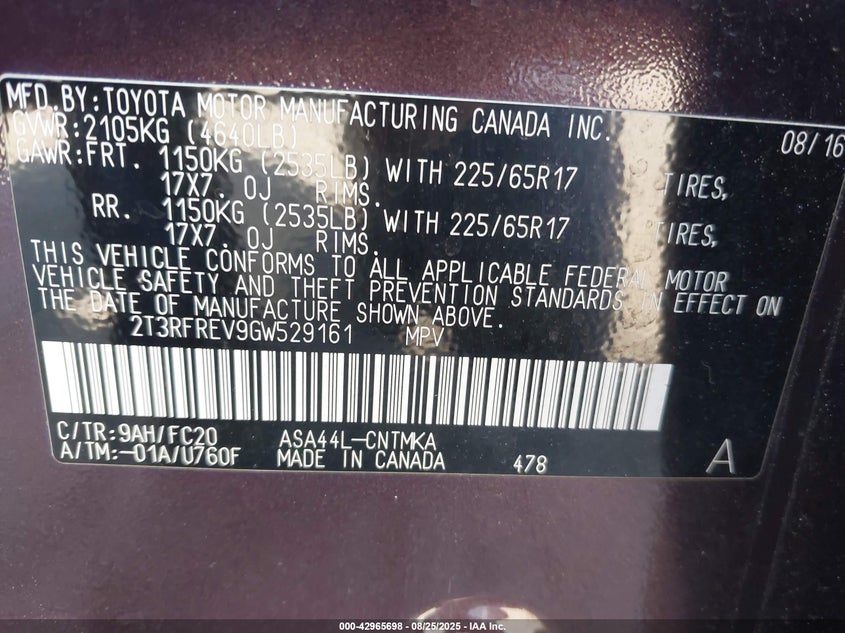 MFD.BY:TOYOTA MOTOR MANUFACTURING CANADA INC.
08/16
GVWR:2105KG (4640LB)
GAWR:FRT. 1150KG (2535LB) WITH 225/65R17 TIRES,
17X7. OJ RIMS.
RR. 1150KG (2535LB) WITH 225/65R17 TIRES,
17X7. OJ RIMS.
THIS VEHICLE CONFORMS TO ALL APPLICABLE FEDERAL MOTOR
VEHICLE SAFETY AND THEFT PREVENTION STANDARDS IN EFFECT ON
THE DATE OF MANUFACTURE SHOWN ABOVE.
2T3RFREV9GW529161 MPV
C/TR:9AH/FC20 ASA44L-CNTMKA
A/TM:-01A/U760F MADE IN CANADA 478 A
000-42965698 - 08/25/2025 - IAA Inc.